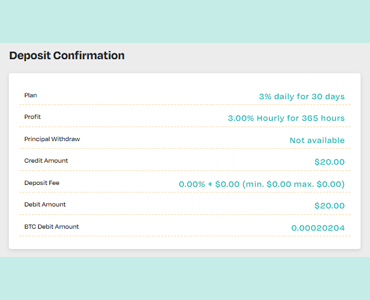 Deposit Confirmation
Plan 3% daily for 30 days
Profit 3.00% Hourly for 365 hours
Principal Withdraw Not available
Credit Amount $20.00
Deposit Fee 0.00% + $0.00 (min. $0.00 max. $0.00)
Debit Amount $20.00
BTC Debit Amount 0.00020204